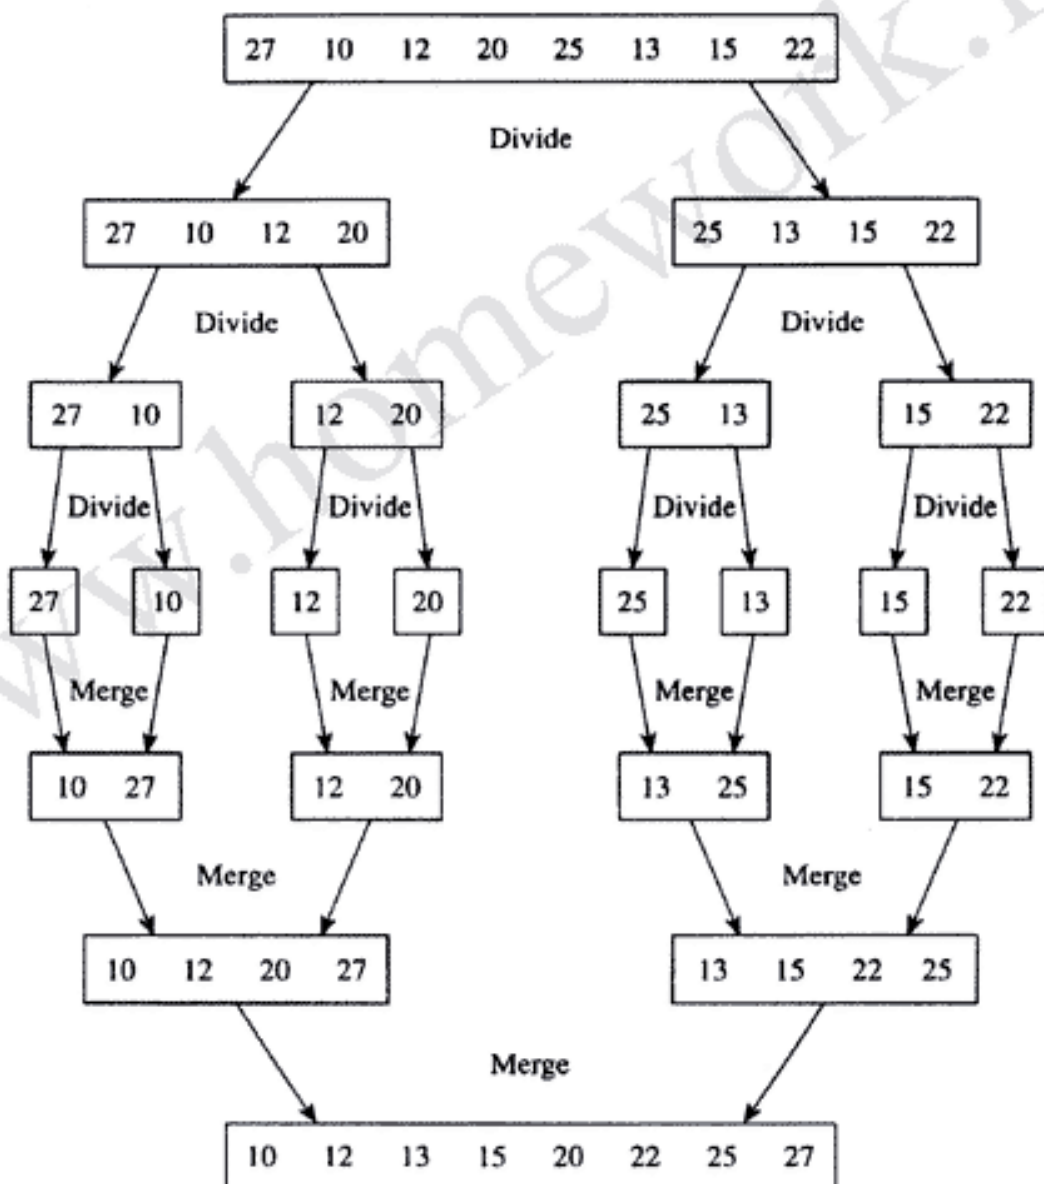 27 10 12 20 25 13 15 22
Divide
27 10 12 20 25 13 15 22
Divide Divide
27 10 12 20 25 13 15 22
Divide Divide Divide Divide
27 10 12 20 25 13 15 22
Merge Merge Merge Merge
10 27 12 20 13 25 15 22
Merge Merge
10 12 20 27 13 15 22 25
Merge
10 12 13 15 20 22 25 27
ww.homework.